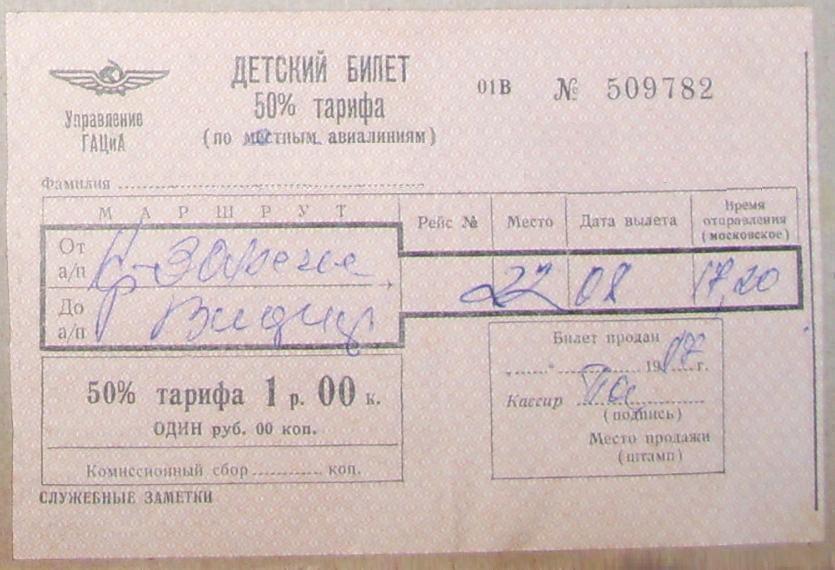 ДЕТСКИЙ БИЛЕТ
50% тарифа
(по местным авиалиниям)
01В № 509782
Управление
ГАЦиА
Фамилия
МАРШРУТ
Рейс №
Место
Дата вылета
Время
отправления
(московское)
От
а/п
До
а/п
22
08
17,20
50% тарифа 1 р. 00 к.
ОДИН руб. 00 коп.
Комиссионный сбор ............ коп.
Билет продан
„......“ 1987 г.
Кассир
(подпись)
Место продажи
(штамп)
СЛУЖЕБНЫЕ ЗАМЕТКИ